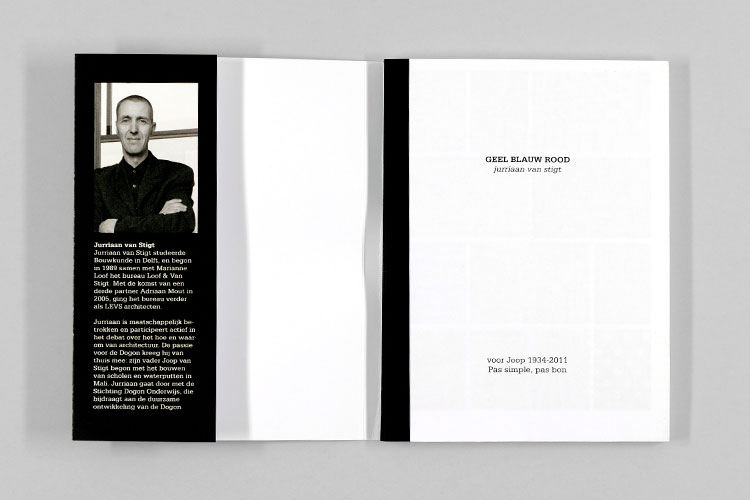 Jurriaan van Stigt
Jurriaan van Stigt studeerde
Bouwkunde in Delft, en begon
in 1989 samen met Marianne
Loof het bureau Loof & Van
Stigt. Met de komst van een
derde partner Adriaan Mout in
2005, ging het bureau verder
als LEVS architecten.
Jurriaan is maatschappelijk be-
trokken en participeert actief in
het debat over het hoe en waar-
om van architectuur. De passie
voor de Dogon kreeg hij van
thuis mee: zijn vader Joop van
Stigt begon met het bouwen
van scholen en waterputten in
Mali. Jurriaan gaat door met de
Stichting Dogon Onderwijs, die
bijdraagt aan de duurzame
ontwikkeling van de Dogon
GEEL BLAUW ROOD
jurriaan van stigt
voor Joop 1934-2011
Pas simple, pas bon